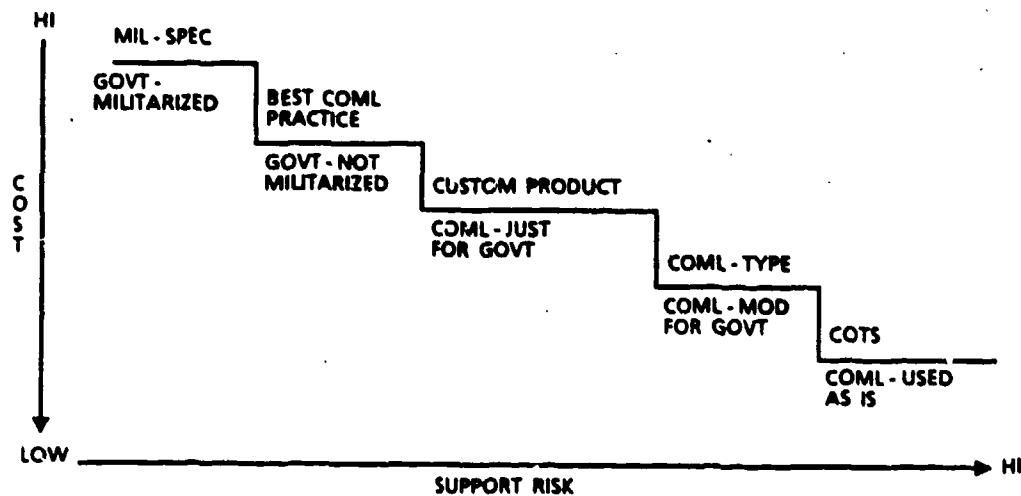 HI
MIL - SPEC
GOVT -
MILITARIZED
BEST COML
PRACTICE
GOVT - NOT
MILITARIZED
CUSTOM PRODUCT
COML - JUST
FOR GOVT
COML - TYPE
COML - MOD
FOR GOVT
COTS
COML - USED
AS IS
COST
LOW
HI
SUPPORT RISK